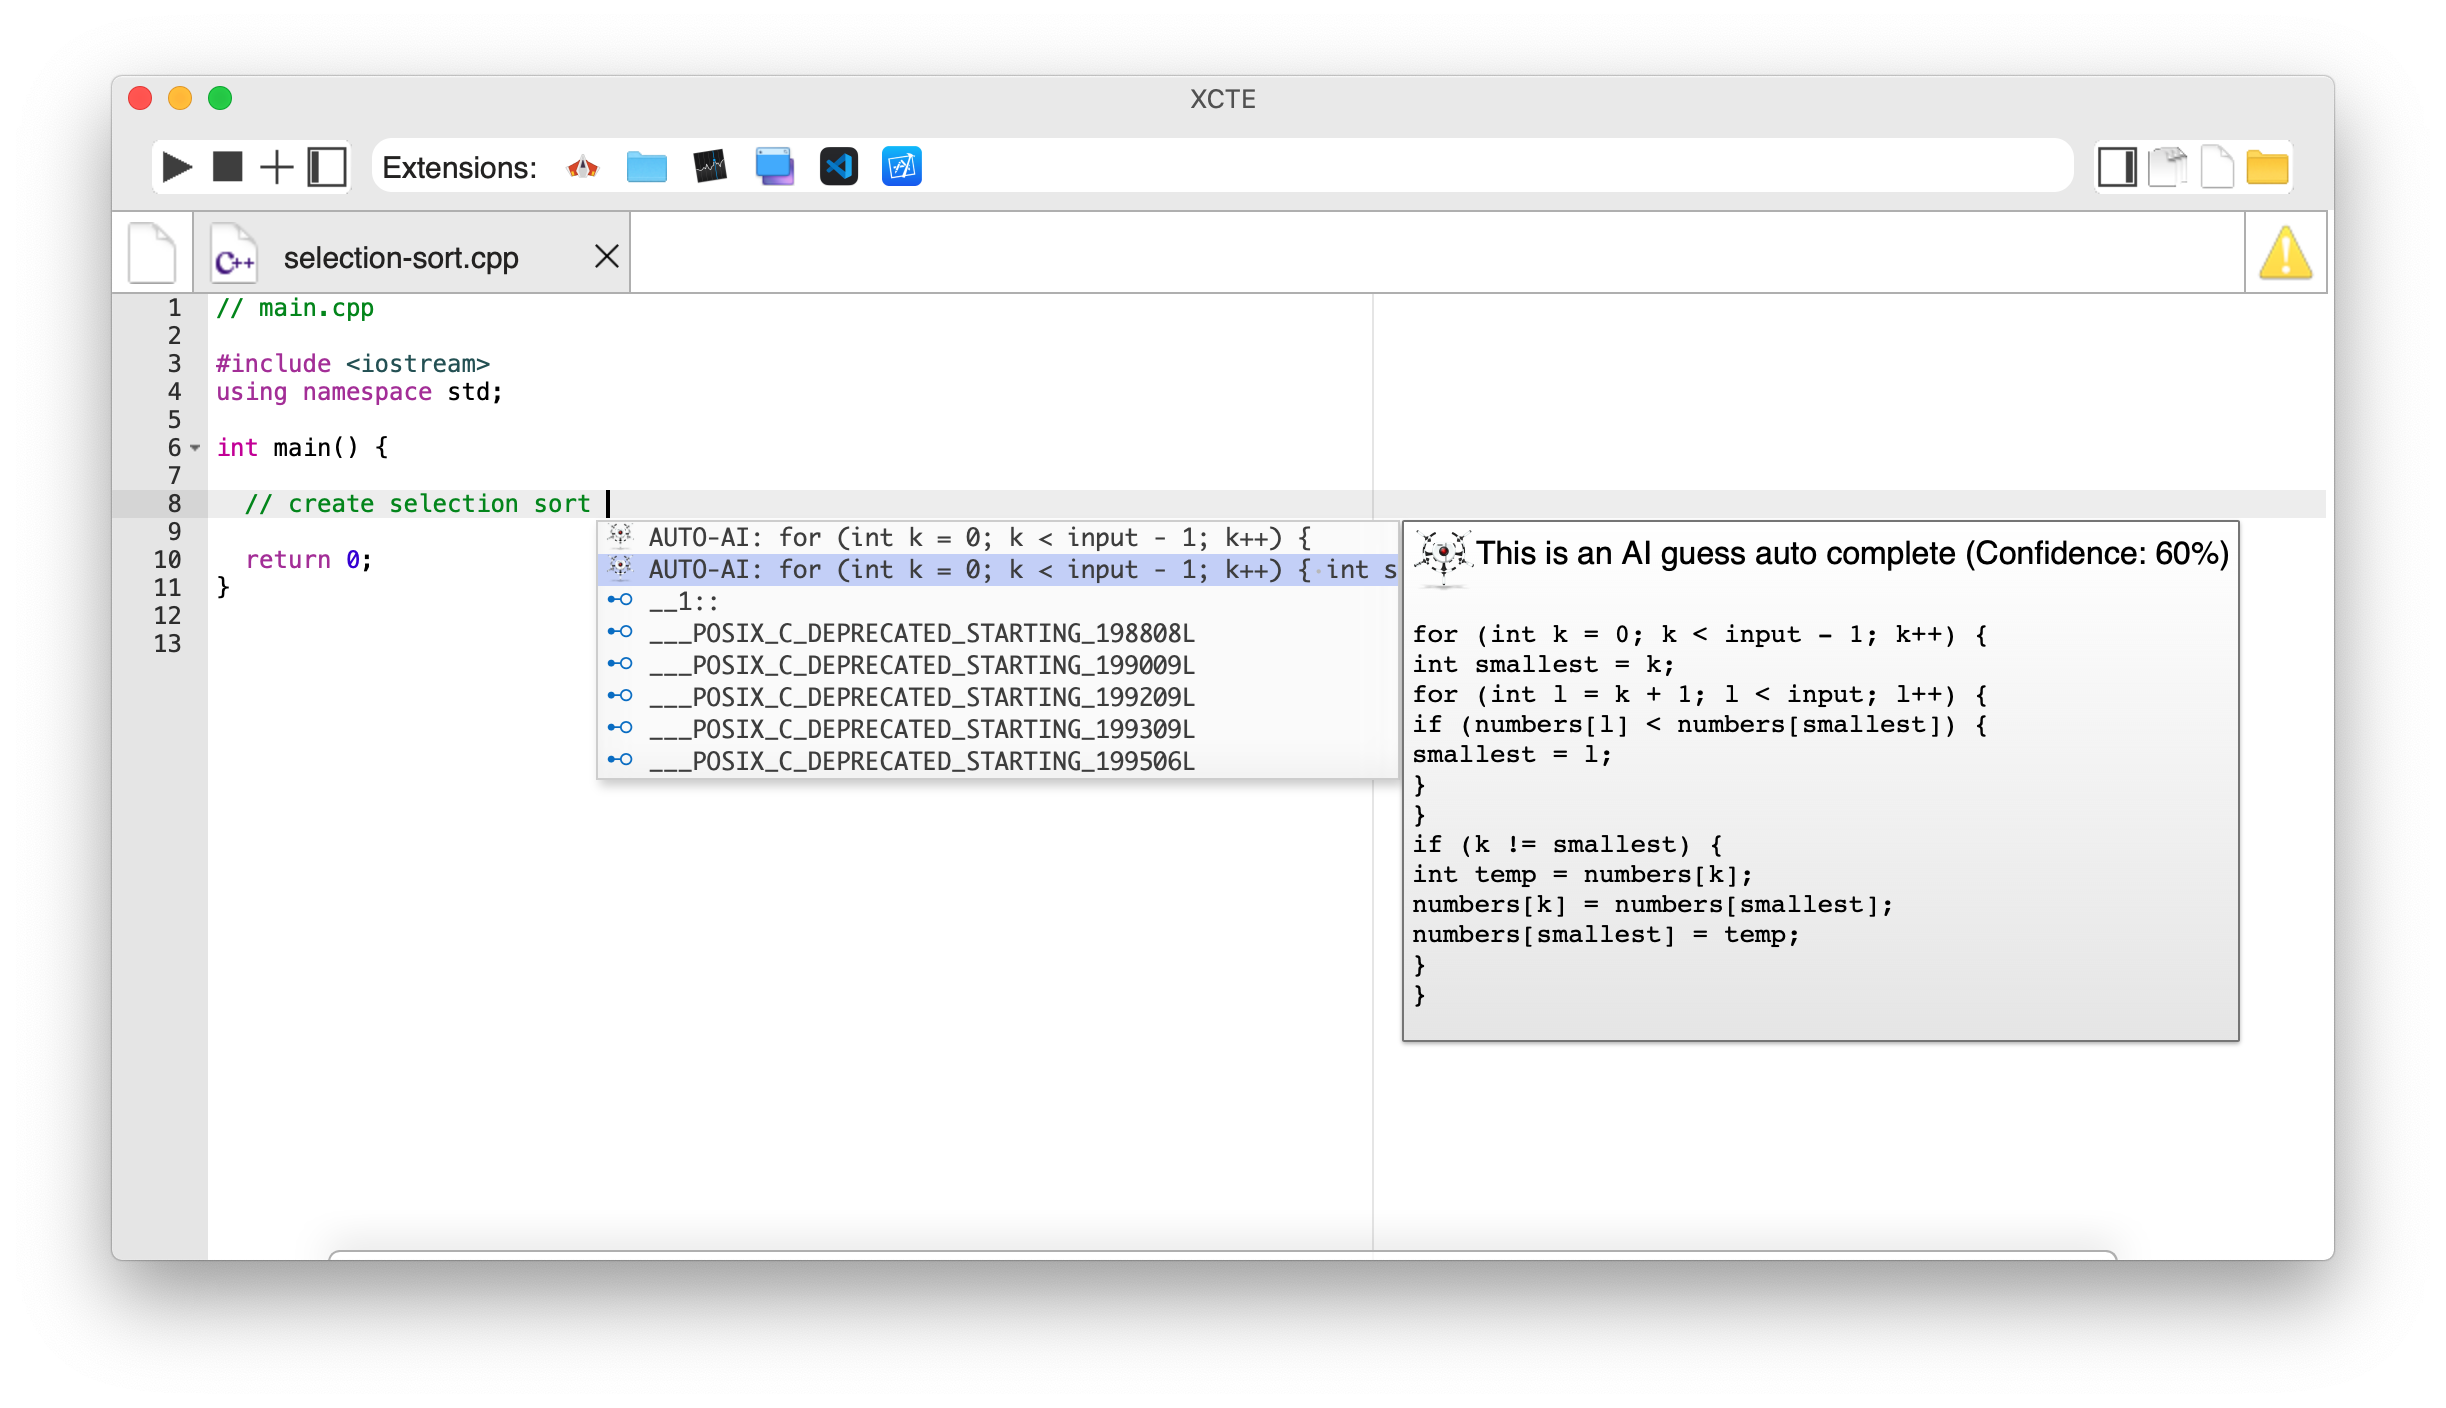 XCTE
Extensions:
C++ selection-sort.cpp
1 // main.cpp
2
3 #include <iostream>
4 using namespace std;
5
6 int main() {
7
8 // create selection sort
9
10 return 0;
11 }
12
13
AUTO-AI: for (int k = 0; k < input - 1; k++) {
AUTO-AI: for (int k = 0; k < input - 1; k++) { int s
__1::
___POSIX_C_DEPRECATED_STARTING_198808L
___POSIX_C_DEPRECATED_STARTING_199009L
___POSIX_C_DEPRECATED_STARTING_199209L
___POSIX_C_DEPRECATED_STARTING_199309L
___POSIX_C_DEPRECATED_STARTING_199506L
This is an AI guess auto complete (Confidence: 60%)
for (int k = 0; k < input - 1; k++) {
int smallest = k;
for (int l = k + 1; l < input; l++) {
if (numbers[l] < numbers[smallest]) {
smallest = l;
}
}
if (k != smallest) {
int temp = numbers[k];
numbers[k] = numbers[smallest];
numbers[smallest] = temp;
}
}